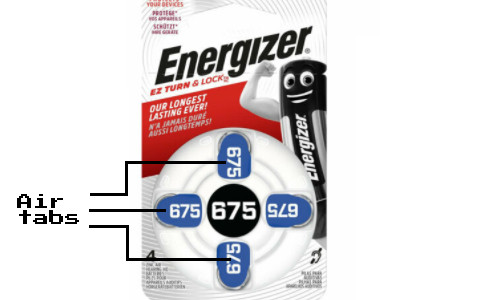 YOUR DEVICES
PROTÈGE*
VOS APPAREILS
SCHÜTZT*
IHRE GERÄTE
Energizer
EZ TURN & LOCK
OUR LONGEST
LASTING EVER!
N'A JAMAIS DURÉ
AUSSI LONGTEMPS!
Energizer
675
675
675
675
675
Air
tabs
4